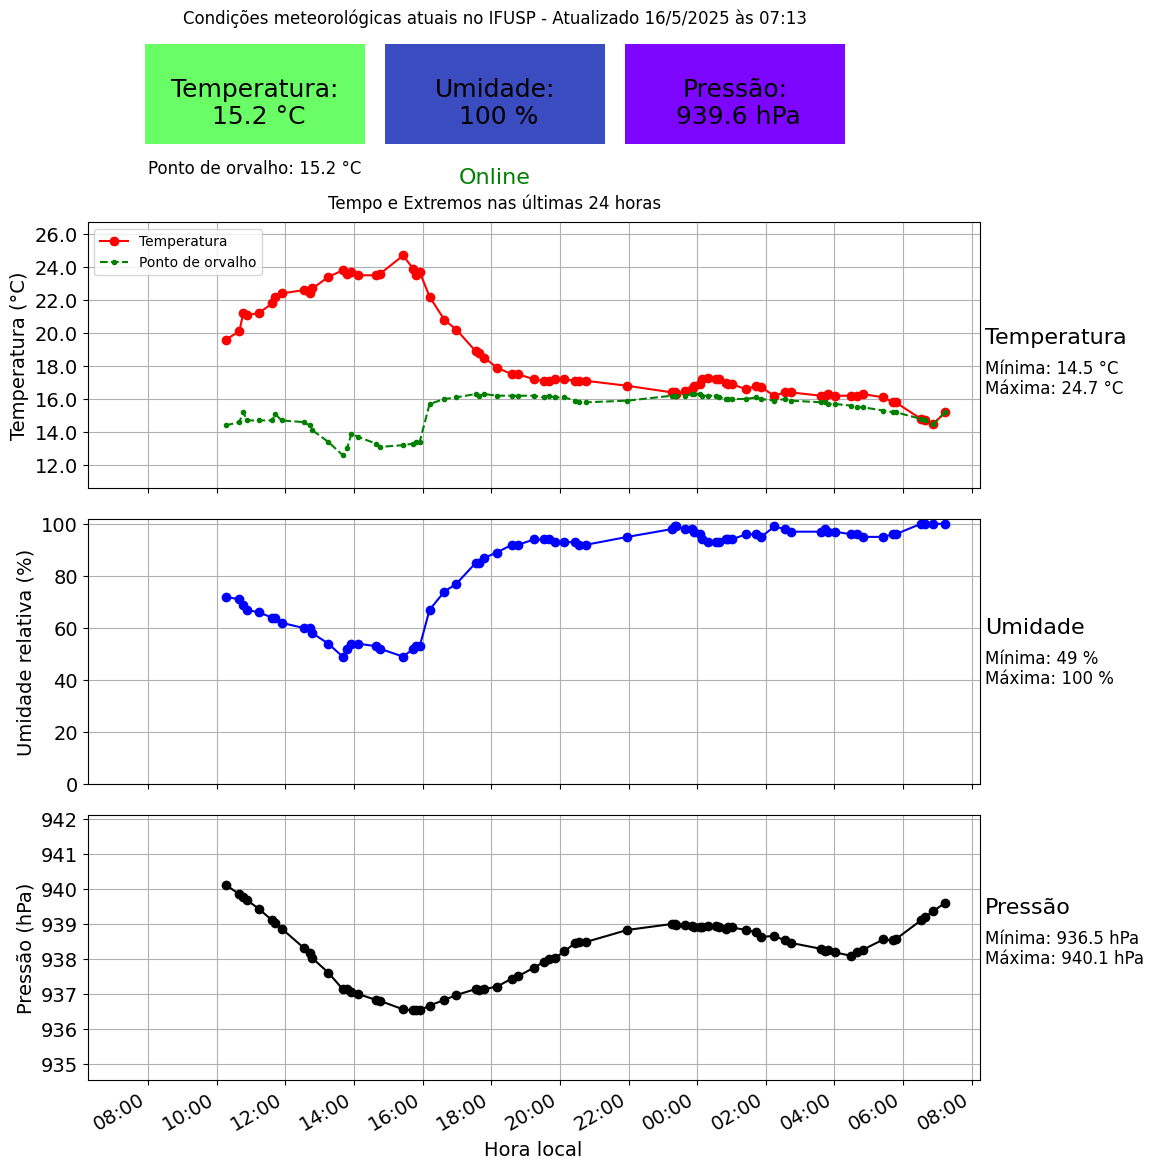 Condições meteorológicas atuais no IFUSP - Atualizado 16/5/2025 às 07:13
Temperatura:
15.2 °C
Umidade:
100 %
Pressão:
939.6 hPa
Ponto de orvalho: 15.2 °C
Online
Tempo e Extremos nas últimas 24 horas
Temperatura (°C)
26.0
24.0
22.0
20.0
18.0
16.0
14.0
12.0
Temperatura
Ponto de orvalho
Temperatura
Mínima: 14.5 °C
Máxima: 24.7 °C
Umidade relativa (%)
100
80
60
40
20
0
Umidade
Mínima: 49 %
Máxima: 100 %
Pressão (hPa)
942
941
940
939
938
937
936
935
Pressão
Mínima: 936.5 hPa
Máxima: 940.1 hPa
08:00 10:00 12:00 14:00 16:00 18:00 20:00 22:00 00:00 02:00 04:00 06:00 08:00
Hora local